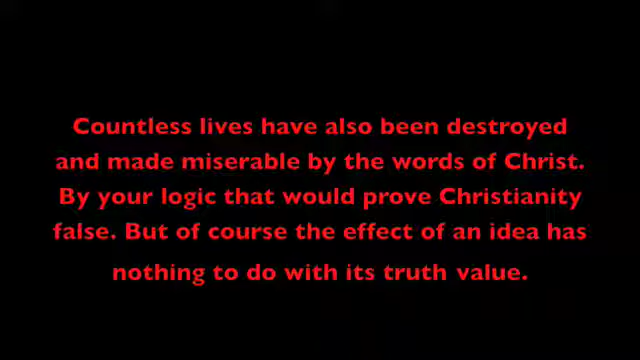 Countless lives have also been destroyed
and made miserable by the words of Christ.
By your logic that would prove Christianity
false. But of course the effect of an idea has
nothing to do with its truth value.